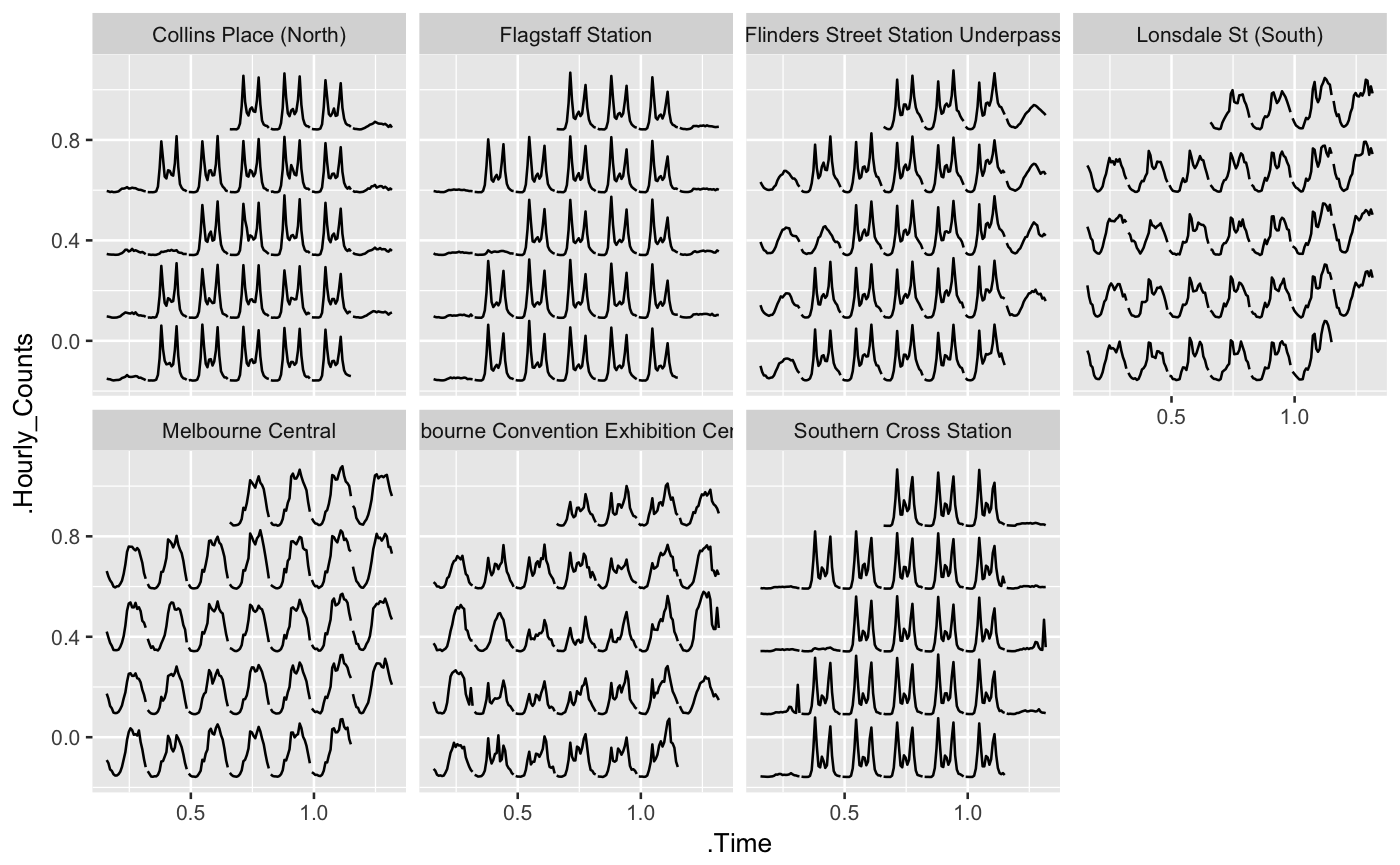 Collins Place (North)
Flagstaff Station
Flinders Street Station Underpass
Lonsdale St (South)
0.8
0.4
0.0
0.5
1.0
.Hourly_Counts
Melbourne Central
bourne Convention Exhibition
Southern Cross Station
0.8
0.4
0.0
0.5
1.0
0.5
1.0
0.5
1.0
.Time